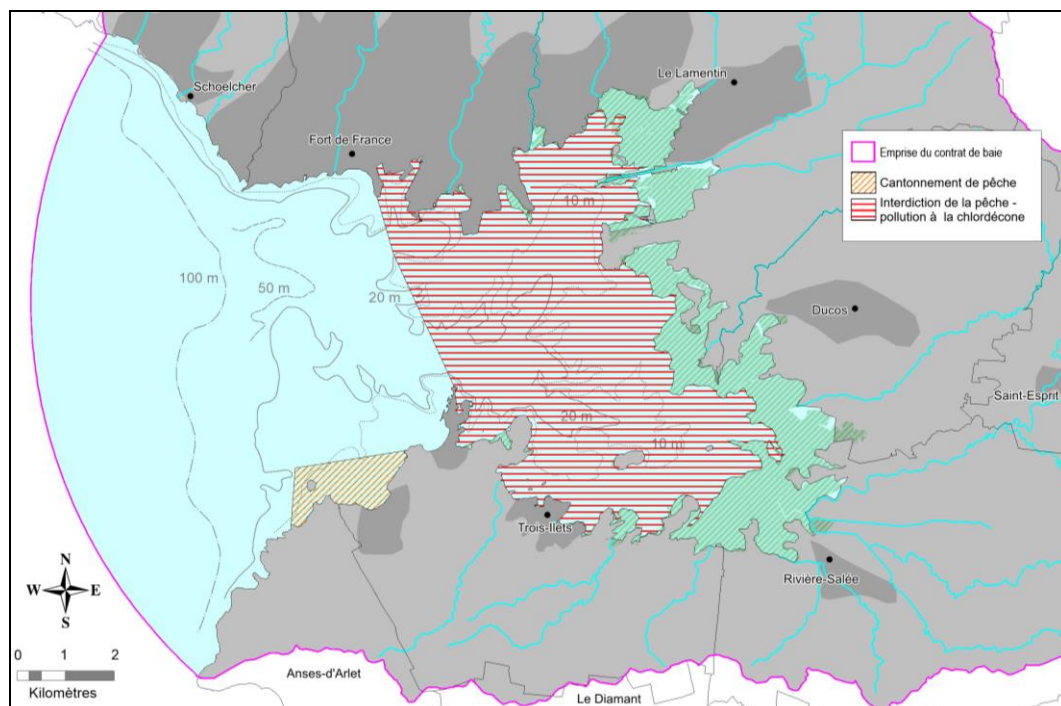 Le Lamentin
Schoelcher
Fort de France
Emprise du contrat de baie
Cantonnement de pêche
Interdiction de la pêche -
pollution à la chlordécone
10 m
100 m
50 m
20 m
Ducos
Saint-Esprit
20 m
10 m
Trois-Ilets
Rivière-Salée
N
W E
S
0 1 2
Kilomètres
Anses-d'Arlet
Le Diamant